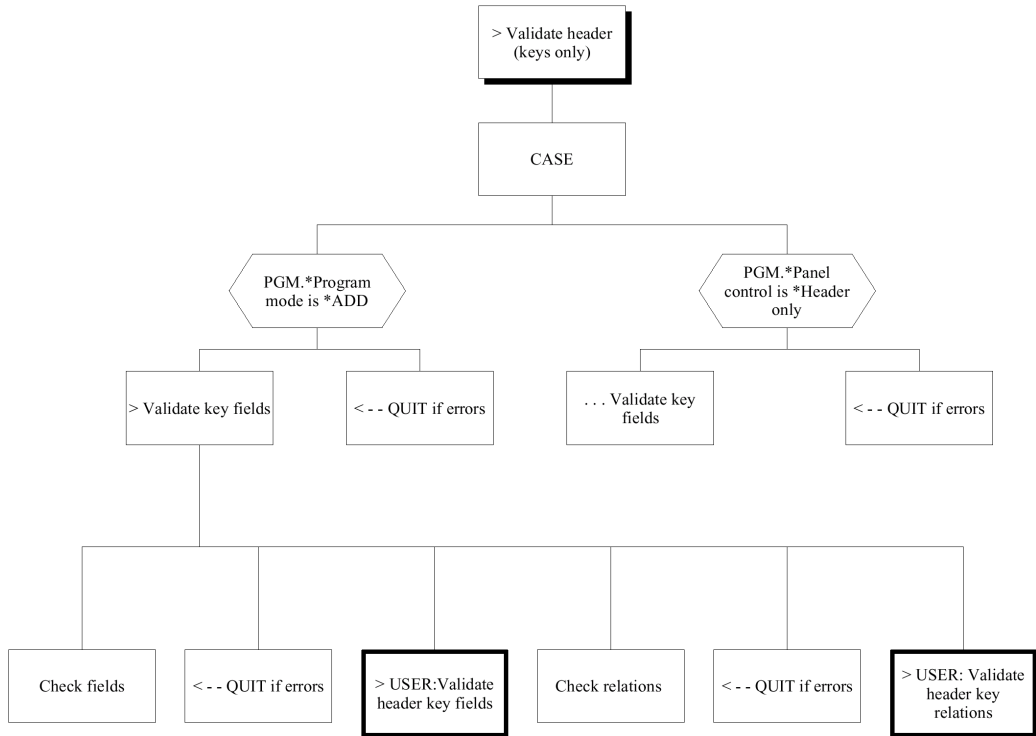 > Validate header
(keys only)
CASE
PGM.*Program
mode is *ADD
PGM.*Panel
control is *Header
only
> Validate key fields
< - - QUIT if errors
. . . Validate key
fields
< - - QUIT if errors
Check fields
< - - QUIT if errors
> USER:Validate
header key fields
Check relations
< - - QUIT if errors
> USER: Validate
header key
relations